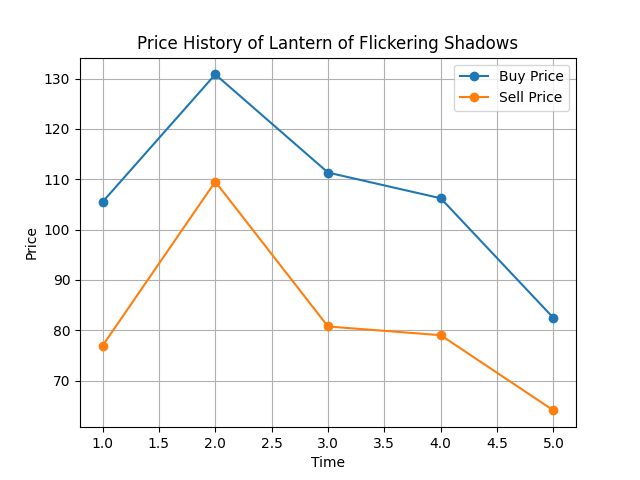 Price History of Lantern of Flickering Shadows
Buy Price
Sell Price
130
120
110
100
90
80
70
Price
1.0 1.5 2.0 2.5 3.0 3.5 4.0 4.5 5.0
Time